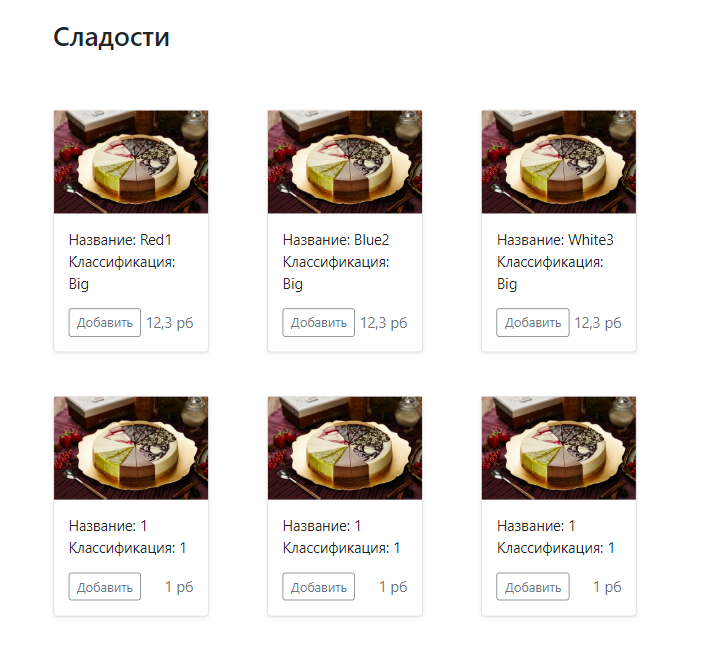 Сладости
Название: Red1
Классификация:
Big
Добавить 12,3 рб
Название: Blue2
Классификация:
Big
Добавить 12,3 рб
Название: White3
Классификация:
Big
Добавить 12,3 рб
Название: 1
Классификация: 1
Добавить 1 рб
Название: 1
Классификация: 1
Добавить 1 рб
Название: 1
Классификация: 1
Добавить 1 рб